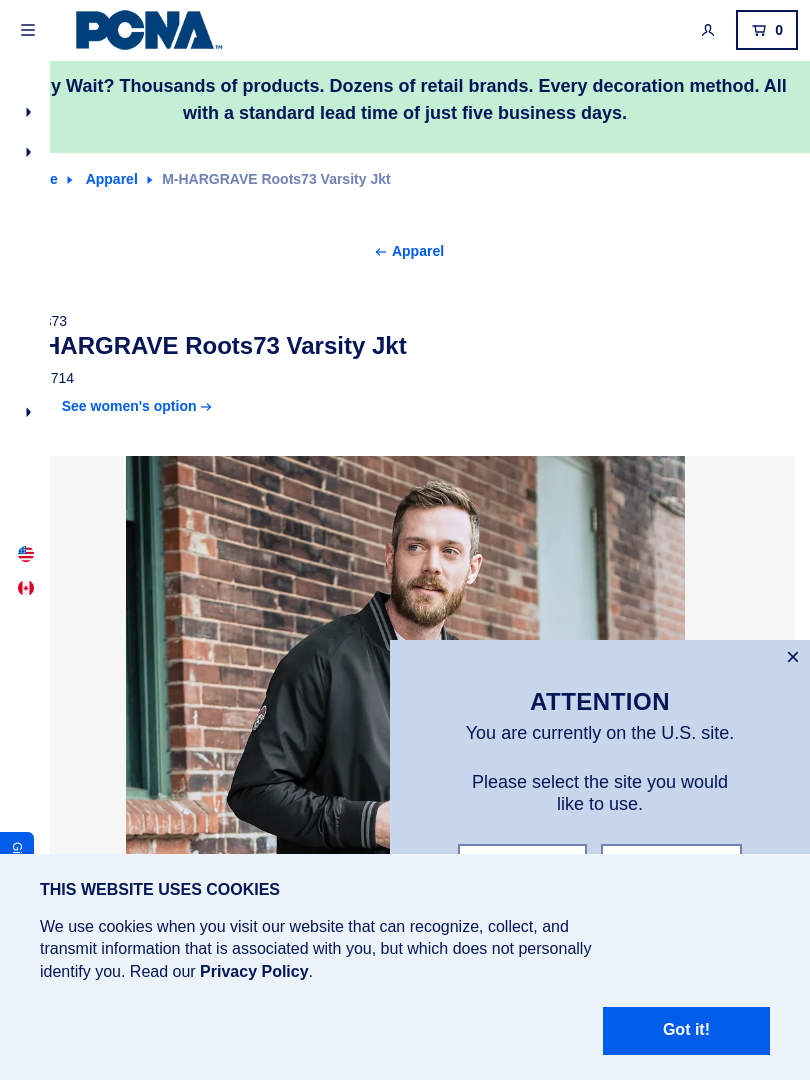 PCNA
TM
0
y Wait? Thousands of products. Dozens of retail brands. Every decoration method. All
with a standard lead time of just five business days.
e Apparel M-HARGRAVE Roots73 Varsity Jkt
← Apparel
s73
HARGRAVE Roots73 Varsity Jkt
714
See women's option →
ATTENTION
You are currently on the U.S. site.
Please select the site you would
like to use.
THIS WEBSITE USES COOKIES
We use cookies when you visit our website that can recognize, collect, and
transmit information that is associated with you, but which does not personally
identify you. Read our Privacy Policy.
Got it!